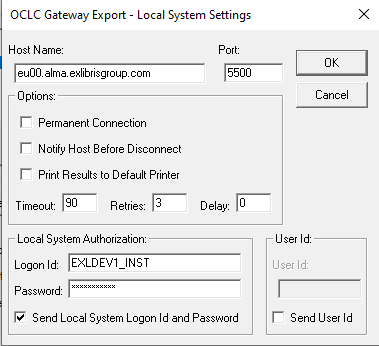 OCLC Gateway Export - Local System Settings
Host Name: Port:
eu00.alma.exlibrisgroup.com 5500 OK
Cancel
Options:
Permanent Connection
Notify Host Before Disconnect
Print Results to Default Printer
Timeout: 90 Retries: 3 Delay: 0
Local System Authorization: User Id:
Logon Id: EXLDEV1_INST User Id:
Password: ***********
Send Local System Logon Id and Password Send User Id